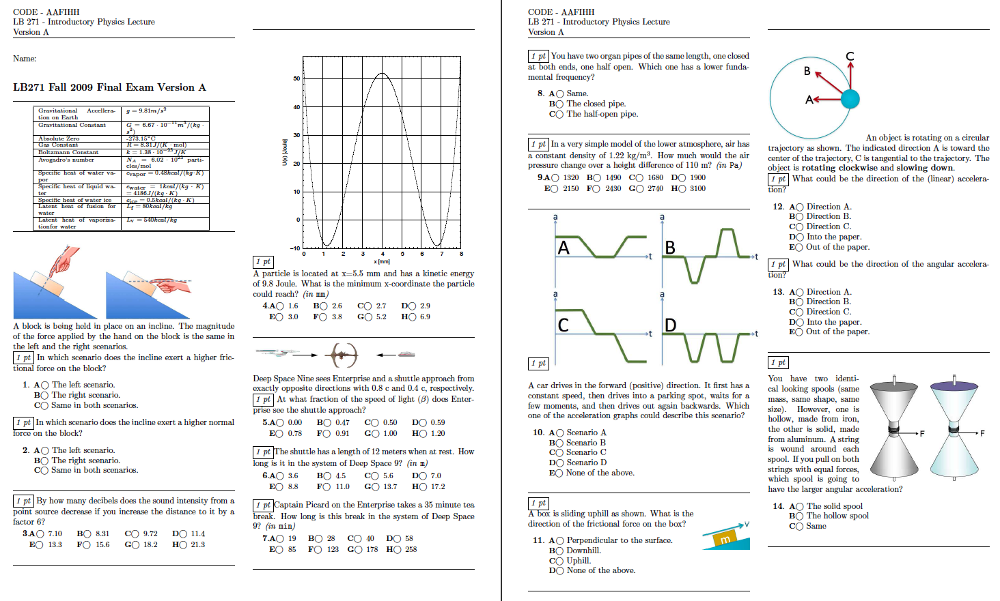 CODE - AAFIHH
LB 271 - Introductory Physics Lecture
Version A
Name:
LB271 Fall 2009 Final Exam Version A
Gravitational Accellera-
tion on Earth
g = 9.81m/s²
Gravitational Constant
G = 6.67 · 10⁻¹¹m³/(kg ·
s²)
Absolute Zero
-273.15°C
Gas Constant
R = 8.31J/(K · mol)
Boltzmann Constant
k = 1.38 · 10⁻²³J/K
Avogadro's number
N_A = 6.02 · 10²³ parti-
cles/mol
Specific heat of water va-
por
c_vapor = 0.48kcal/(kg·K)
Specific heat of liquid wa-
ter
c_water = 1kcal/(kg · K)
= 4186J/(kg · K)
Specific heat of water ice
c_ice = 0.5kcal/(kg · K)
Latent heat of fusion for
water
L_f = 80kcal/kg
Latent heat of vaporiza-
tionfor water
L_v = 540kcal/kg
A block is being held in place on an incline. The magnitude
of the force applied by the hand on the block is the same in
the left and the right scenarios.
1 pt In which scenario does the incline exert a higher fric-
tional force on the block?
1. A The left scenario.
B The right scenario.
C Same in both scenarios.
1 pt In which scenario does the incline exert a higher normal
force on the block?
2. A The left scenario.
B The right scenario.
C Same in both scenarios.
1 pt By how many decibels does the sound intensity from a
point source decrease if you increase the distance to it by a
factor 6?
3.A 7.10 B 8.31 C 9.72 D 11.4
E 13.3 F 15.6 G 18.2 H 21.3
50
40
30
20
10
0
-10
U(x) [Joule]
0 1 2 3 4 5 6 7 8
x [mm]
1 pt
A particle is located at x=5.5 mm and has a kinetic energy
of 9.8 Joule. What is the minimum x-coordinate the particle
could reach? (in mm)
4.A 1.6 B 2.6 C 2.7 D 2.9
E 3.0 F 3.8 G 5.2 H 6.9
Deep Space Nine sees Enterprise and a shuttle approach from
exactly opposite directions with 0.8 c and 0.4 c, respectively.
1 pt At what fraction of the speed of light (β) does Enter-
prise see the shuttle approach?
5.A 0.00 B 0.47 C 0.50 D 0.59
E 0.78 F 0.91 G 1.00 H 1.20
1 pt The shuttle has a length of 12 meters when at rest. How
long is it in the system of Deep Space 9? (in m)
6.A 3.6 B 4.5 C 5.6 D 7.0
E 8.8 F 11.0 G 13.7 H 17.2
1 pt Captain Picard on the Enterprise takes a 35 minute tea
break. How long is this break in the system of Deep Space
9? (in min)
7.A 19 B 28 C 40 D 58
E 85 F 123 G 178 H 258
CODE - AAFIHH
LB 271 - Introductory Physics Lecture
Version A
1 pt You have two organ pipes of the same length, one closed
at both ends, one half open. Which one has a lower funda-
mental frequency?
8. A Same.
B The closed pipe.
C The half-open pipe.
1 pt In a very simple model of the lower atmosphere, air has
a constant density of 1.22 kg/m³. How much would the air
pressure change over a height difference of 110 m? (in Pa)
9.A 1320 B 1490 C 1680 D 1900
E 2150 F 2430 G 2740 H 3100
a
A
t
a
B
t
a
C
t
a
D
t
1 pt
A car drives in the forward (positive) direction. It first has a
constant speed, then drives into a parking spot, waits for a
few moments, and then drives out again backwards. Which
one of the acceleration graphs could describe this scenario?
10. A Scenario A
B Scenario B
C Scenario C
D Scenario D
E None of the above.
1 pt
A box is sliding uphill as shown. What is the
direction of the frictional force on the box?
v
m
11. A Perpendicular to the surface.
B Downhill.
C Uphill.
D None of the above.
C
B
A
An object is rotating on a circular
trajectory as shown. The indicated direction A is toward the
center of the trajectory, C is tangential to the trajectory. The
object is rotating clockwise and slowing down.
1 pt What could be the direction of the (linear) accelera-
tion?
12. A Direction A.
B Direction B.
C Direction C.
D Into the paper.
E Out of the paper.
1 pt What could be the direction of the angular accelera-
tion?
13. A Direction A.
B Direction B.
C Direction C.
D Into the paper.
E Out of the paper.
1 pt
You have two identi-
cal looking spools (same
mass, same shape, same
size). However, one is
hollow, made from iron,
the other is solid, made
from aluminum. A string
is wound around each
spool. If you pull on both
strings with equal forces,
which spool is going to
have the larger angular acceleration?
F
F
14. A The solid spool
B The hollow spool
C Same